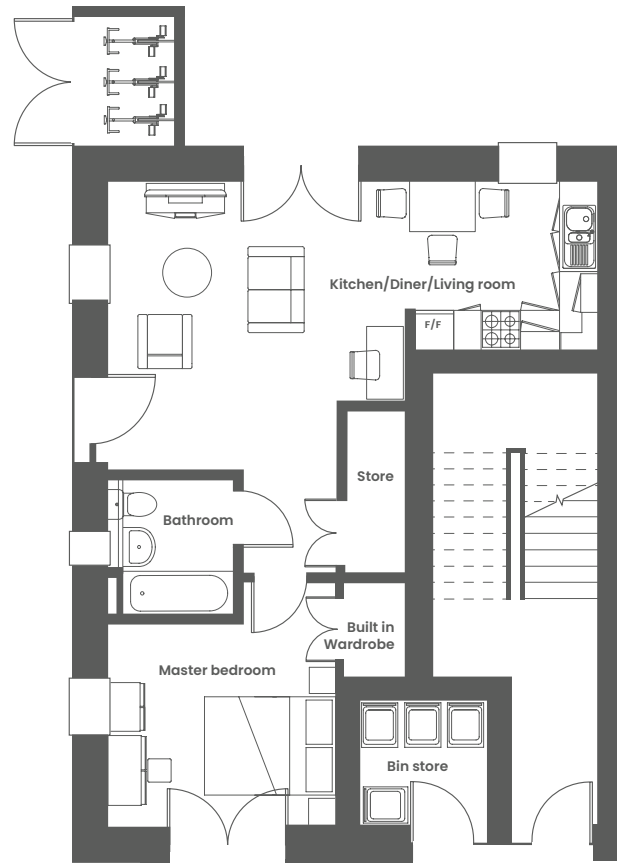 Kitchen/Diner/Living room
F/F
Store
Bathroom
Built in
Wardrobe
Master bedroom
Bin store